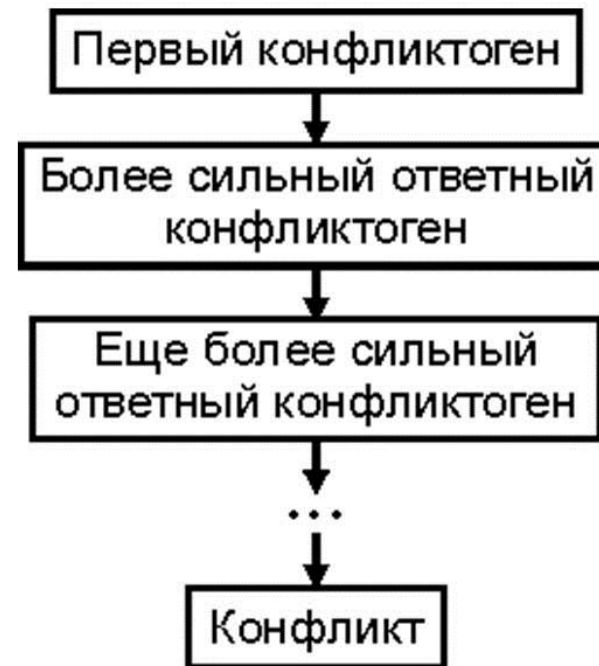 Первый конфликтоген
Более сильный ответный
конфликтоген
Еще более сильный
ответный конфликтоген
...
Конфликт